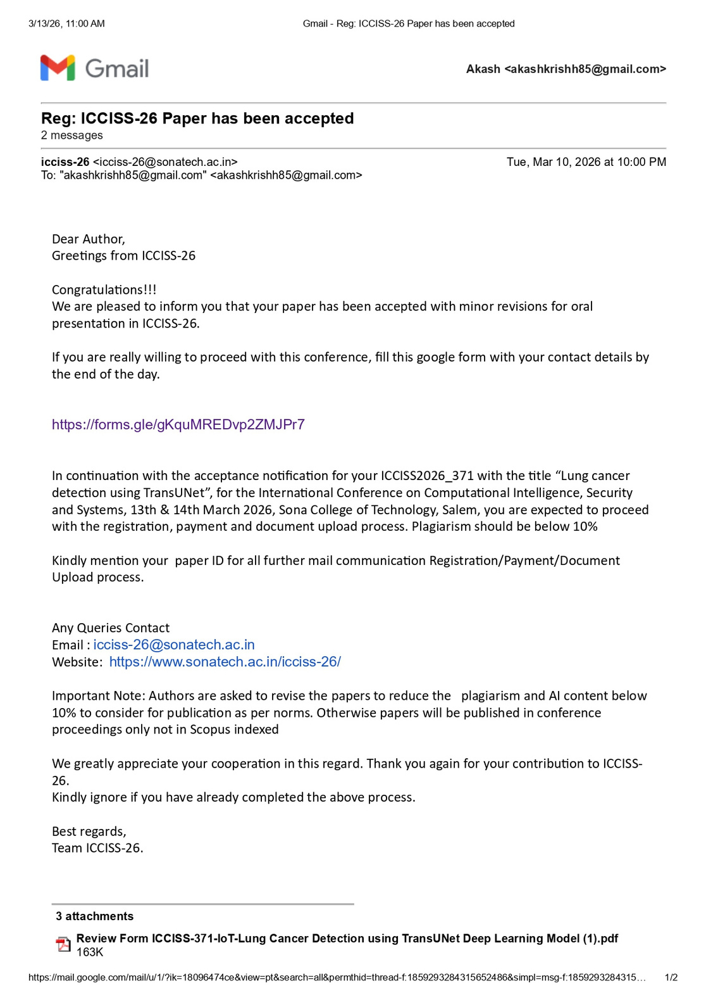 3/13/26, 11:00 AM
Gmail - Reg: ICCISS-26 Paper has been accepted
Gmail
Akash <akashkrishh85@gmail.com>
Reg: ICCISS-26 Paper has been accepted
2 messages
icciss-26 <icciss-26@sonatech.ac.in>
Tue, Mar 10, 2026 at 10:00 PM
To: "akashkrishh85@gmail.com" <akashkrishh85@gmail.com>
Dear Author,
Greetings from ICCISS-26
Congratulations!!!
We are pleased to inform you that your paper has been accepted with minor revisions for oral
presentation in ICCISS-26.
If you are really willing to proceed with this conference, fill this google form with your contact details by
the end of the day.
https://forms.gle/gKquMREDvp2ZMJPr7
In continuation with the acceptance notification for your ICCISS2026_371 with the title “Lung cancer
detection using TransUNet”, for the International Conference on Computational Intelligence, Security
and Systems, 13th & 14th March 2026, Sona College of Technology, Salem, you are expected to proceed
with the registration, payment and document upload process. Plagiarism should be below 10%
Kindly mention your  paper ID for all further mail communication Registration/Payment/Document
Upload process.
Any Queries Contact
Email : icciss-26@sonatech.ac.in
Website:  https://www.sonatech.ac.in/icciss-26/
Important Note: Authors are asked to revise the papers to reduce the   plagiarism and AI content below
10% to consider for publication as per norms. Otherwise papers will be published in conference
proceedings only not in Scopus indexed
We greatly appreciate your cooperation in this regard. Thank you again for your contribution to ICCISS-
26.
Kindly ignore if you have already completed the above process.
Best regards,
Team ICCISS-26.
3 attachments
Review Form ICCISS-371-IoT-Lung Cancer Detection using TransUNet Deep Learning Model (1).pdf
163K
https://mail.google.com/mail/u/1/?ik=18096474ce&view=pt&search=all&permthid=thread-f:1859293284315652486&simpl=msg-f:1859293284315…
1/2